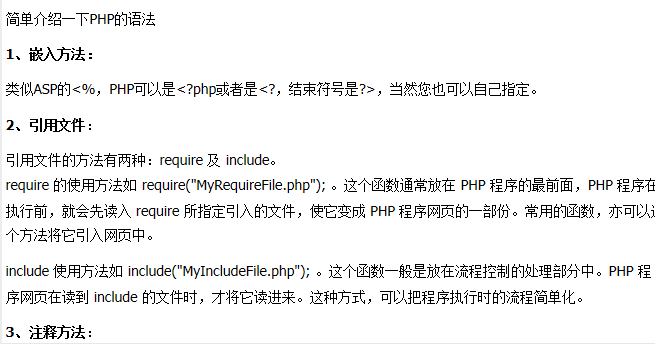 简单介绍一下PHP的语法
1、嵌入方法：
类似ASP的<%，PHP可以是<?php或者是<?，结束符号是?>，当然您也可以自己指定。
2、引用文件：
引用文件的方法有两种：require 及 include。
require 的使用方法如 require("MyRequireFile.php"); 。这个函数通常放在 PHP 程序的最前面，PHP 程序在
执行前，就会先读入 require 所指定引入的文件，使它变成 PHP 程序网页的一部份。常用的函数，亦可以这
个方法将它引入网页中。
include 使用方法如 include("MyIncludeFile.php"); 。这个函数一般是放在流程控制的处理部分中。PHP 程
序网页在读到 include 的文件时，才将它读进来。这种方式，可以把程序执行时的流程简单化。
3、注释方法：